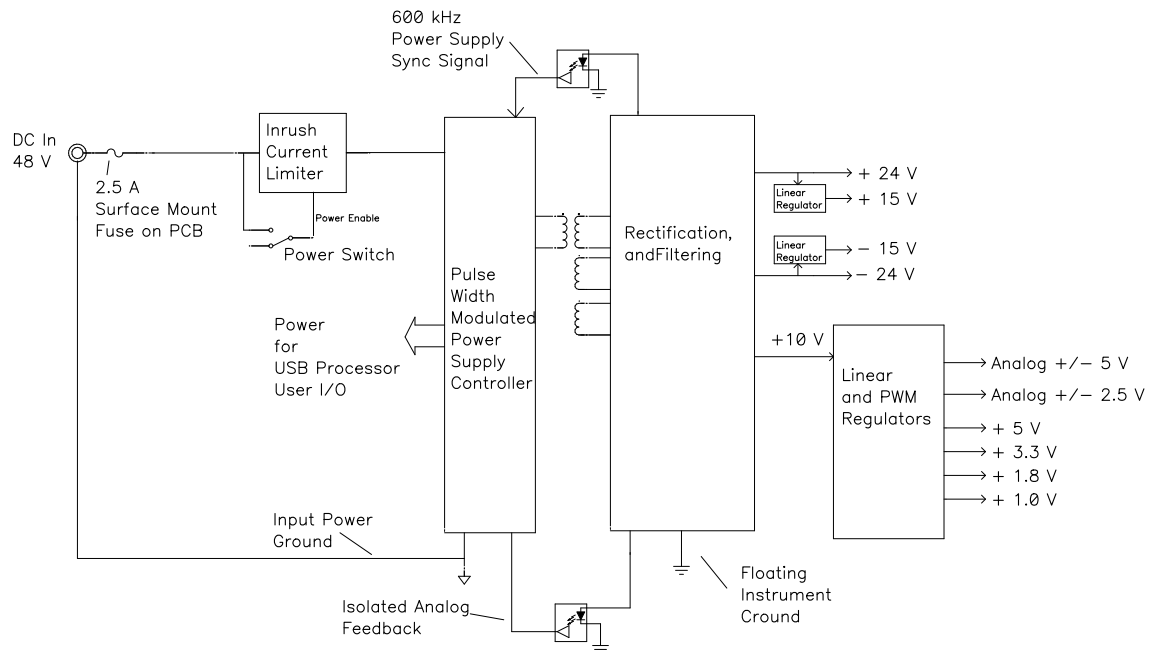 600 kHz
Power Supply
Sync Signal
DC In
48 V
2.5 A
Surface Mount
Fuse on PCB
Inrush
Current
Limiter
Power Enable
Power Switch
Power
for
USB Processor
User I/O
Pulse
Width
Modulated
Power
Supply
Controller
Rectification,
andFiltering
+ 24 V
Linear
Regulator
+ 15 V
Linear
Regulator
- 15 V
- 24 V
+10 V
Linear
and PWM
Regulators
Analog +/- 5 V
Analog +/- 2.5 V
+ 5 V
+ 3.3 V
+ 1.8 V
+ 1.0 V
Input Power
Ground
Isolated Analog
Feedback
Floating
Instrument
Ground